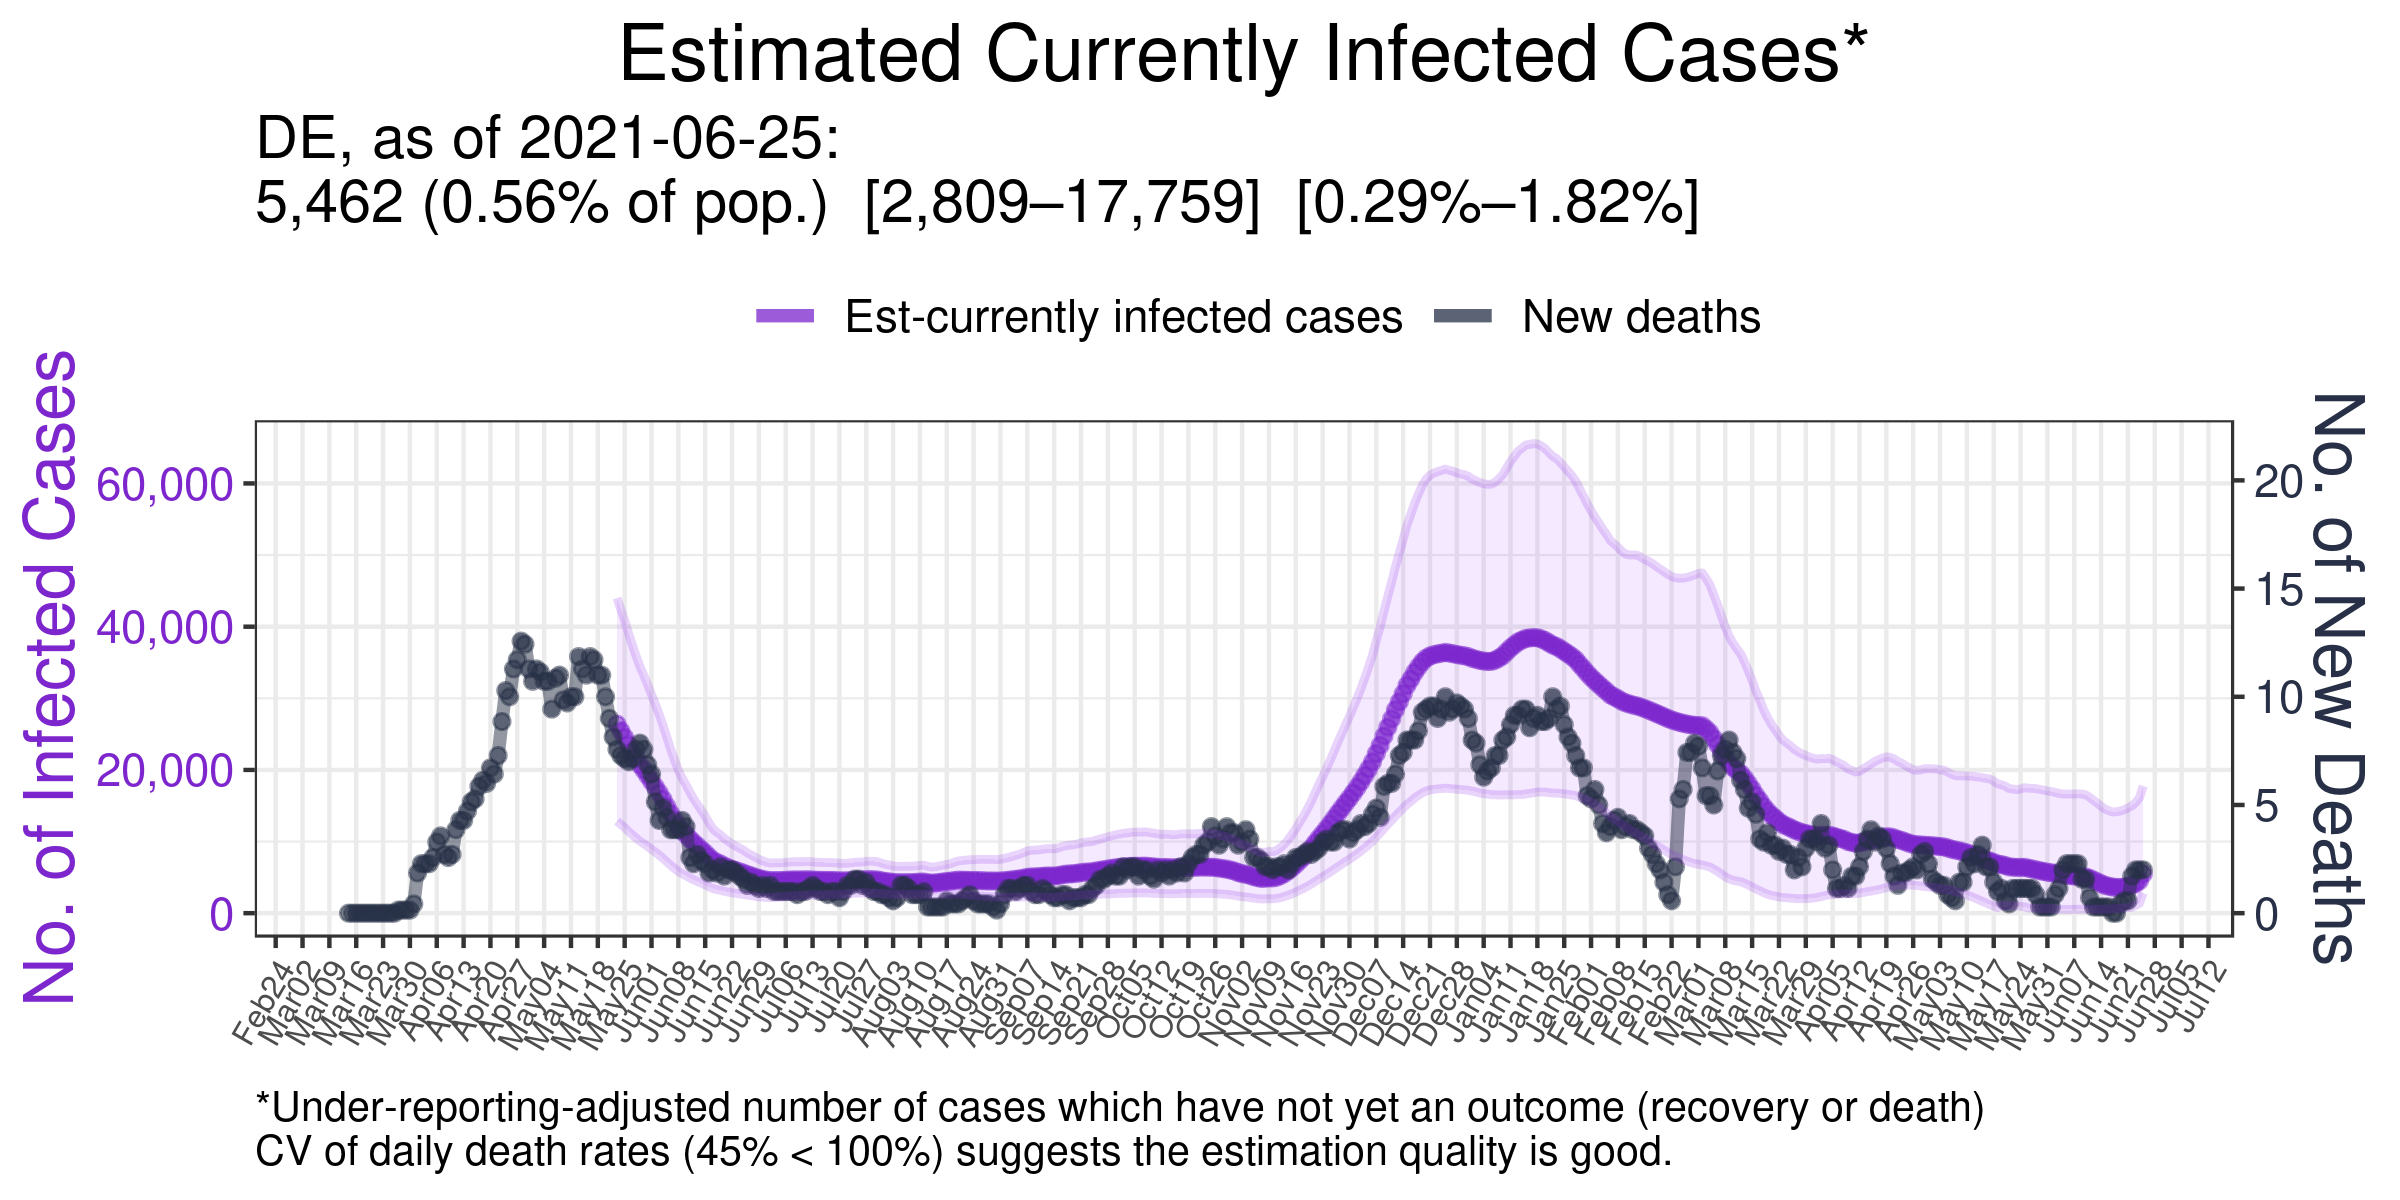 Estimated Currently Infected Cases*
DE, as of 2021-06-25:
5,462 (0.56% of pop.) [2,809–17,759] [0.29%–1.82%]
Est-currently infected cases
New deaths
No. of Infected Cases
60,000
40,000
20,000
0
20
15
10
5
0
No. of New Deaths
Feb24
Mar02
Mar09
Mar16
Mar23
Mar30
Apr06
Apr13
Apr20
Apr27
May04
May11
May18
May25
Jun01
Jun08
Jun15
Jun22
Jun29
Jul06
Jul13
Jul20
Jul27
Aug03
Aug10
Aug17
Aug24
Aug31
Sep07
Sep14
Sep21
Sep28
Oct05
Oct12
Oct19
Oct26
Nov02
Nov09
Nov16
Nov23
Nov30
Dec07
Dec14
Dec21
Dec28
Jan04
Jan11
Jan18
Jan25
Feb01
Feb08
Feb15
Feb22
Mar01
Mar08
Mar15
Mar22
Mar29
Apr05
Apr12
Apr19
Apr26
May03
May10
May17
May24
May31
Jun07
Jun14
Jun21
Jun28
Jul05
Jul12
*Under-reporting-adjusted number of cases which have not yet an outcome (recovery or death)
CV of daily death rates (45% < 100%) suggests the estimation quality is good.